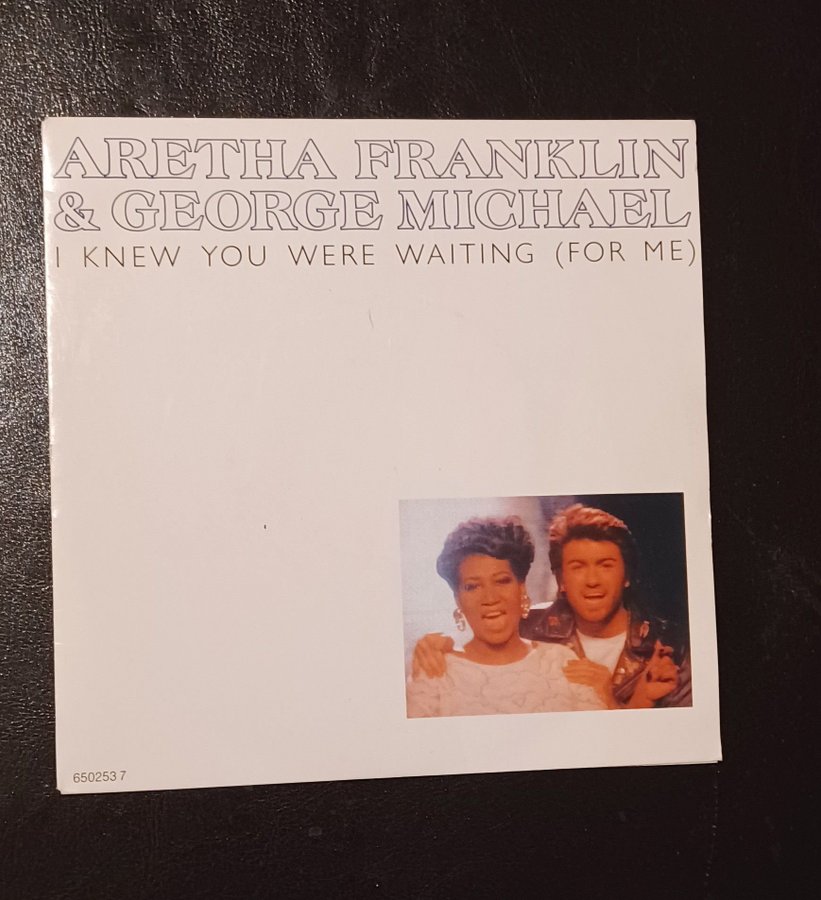 ARETHA FRANKLIN
& GEORGE MICHAEL
I KNEW YOU WERE WAITING (FOR ME)
650253 7